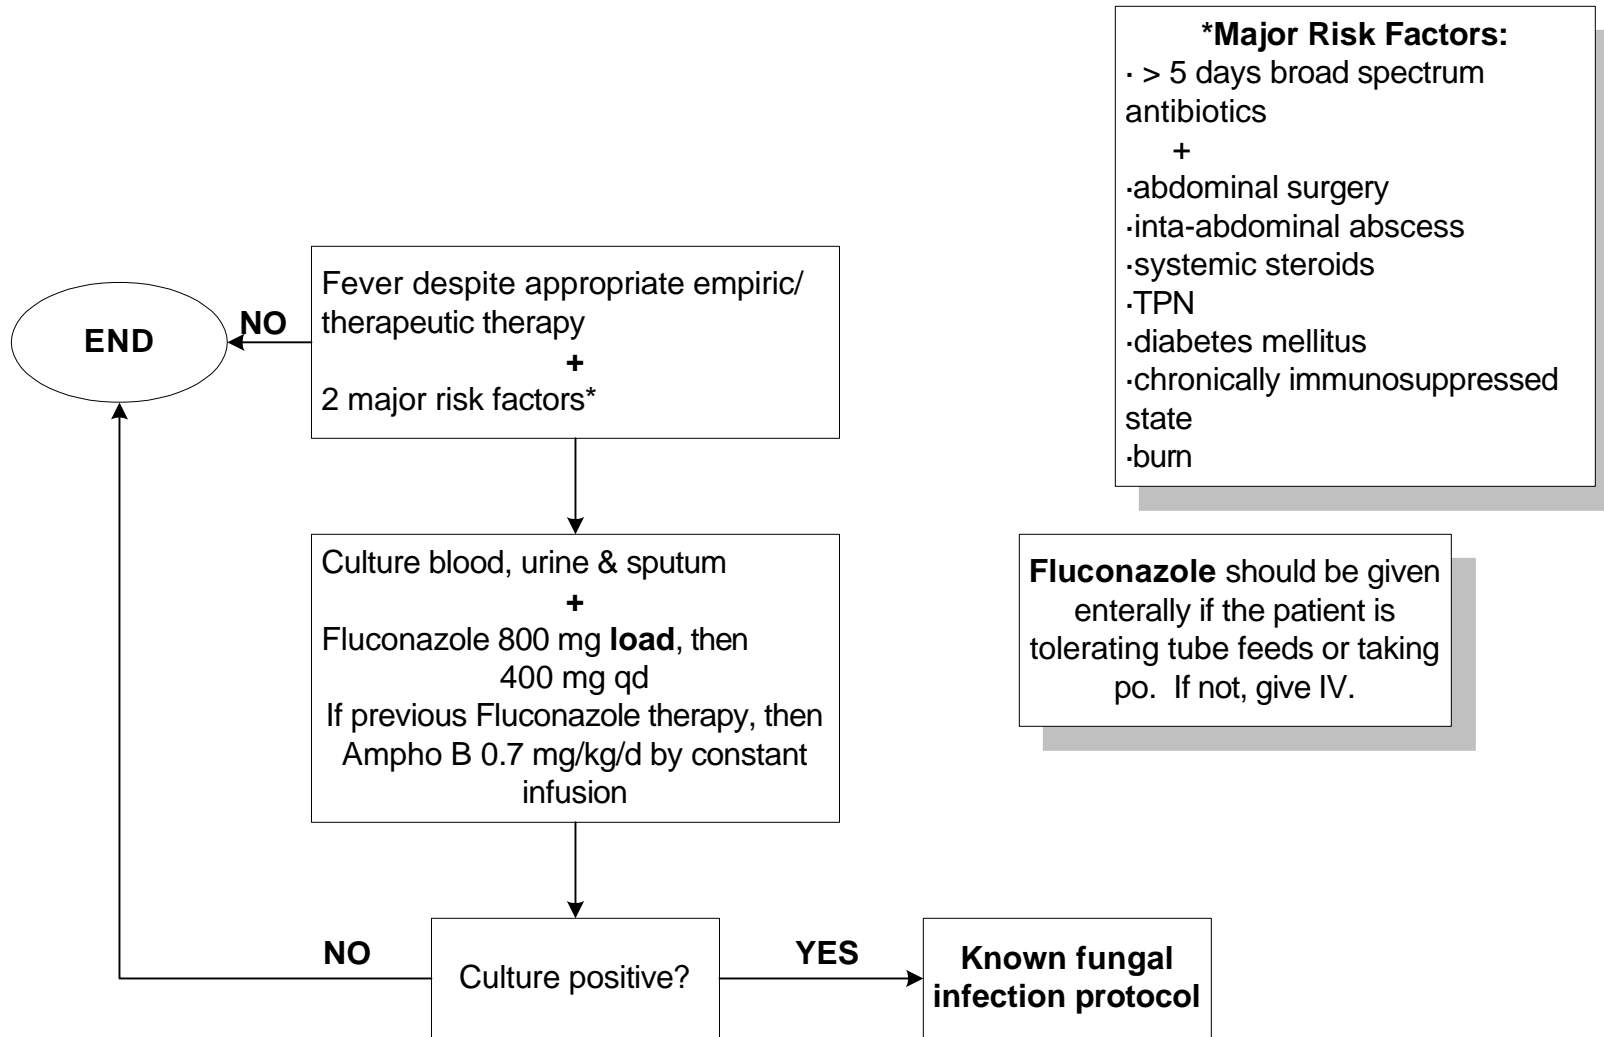 *Major Risk Factors:
· > 5 days broad spectrum
antibiotics
+
·abdominal surgery
·inta-abdominal abscess
·systemic steroids
·TPN
·diabetes mellitus
·chronically immunosuppressed
state
·burn
END
NO
Fever despite appropriate empiric/
therapeutic therapy
+
2 major risk factors*
Culture blood, urine & sputum
+
Fluconazole 800 mg load, then
400 mg qd
If previous Fluconazole therapy, then
Ampho B 0.7 mg/kg/d by constant
infusion
Fluconazole should be given
enterally if the patient is
tolerating tube feeds or taking
po.  If not, give IV.
NO
Culture positive?
YES
Known fungal
infection protocol